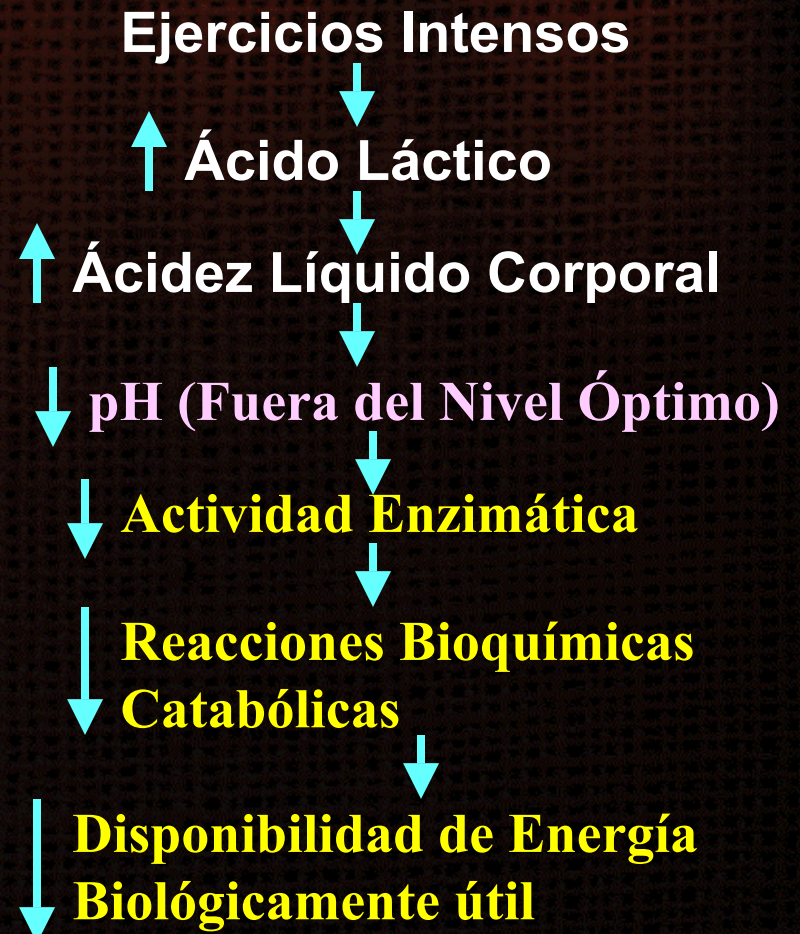 Ejercicios Intensos
Ácido Láctico
Ácidez Líquido Corporal
pH (Fuera del Nivel Óptimo)
Actividad Enzimática
Reacciones Bioquímicas
Catabólicas
Disponibilidad de Energía
Biológicamente útil